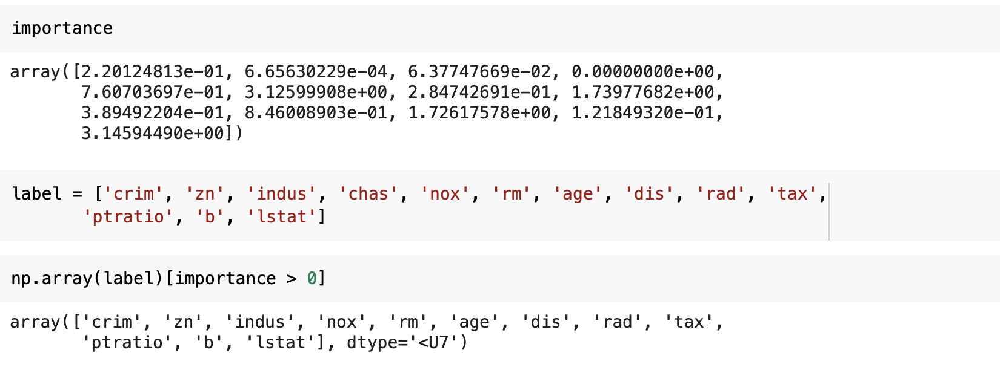 importance
array([2.20124813e-01, 6.65630229e-04, 6.37747669e-02, 0.00000000e+00,
7.60703697e-01, 3.12599908e+00, 2.84742691e-01, 1.73977682e+00,
3.89492204e-01, 8.46008903e-01, 1.72617578e+00, 1.21849320e-01,
3.14594490e+00])
label = ['crim', 'zn', 'indus', 'chas', 'nox', 'rm', 'age', 'dis', 'rad', 'tax',
'ptratio', 'b', 'lstat']
np.array(label)[importance > 0]
array(['crim', 'zn', 'indus', 'nox', 'rm', 'age', 'dis', 'rad', 'tax',
'ptratio', 'b', 'lstat'], dtype='<U7')